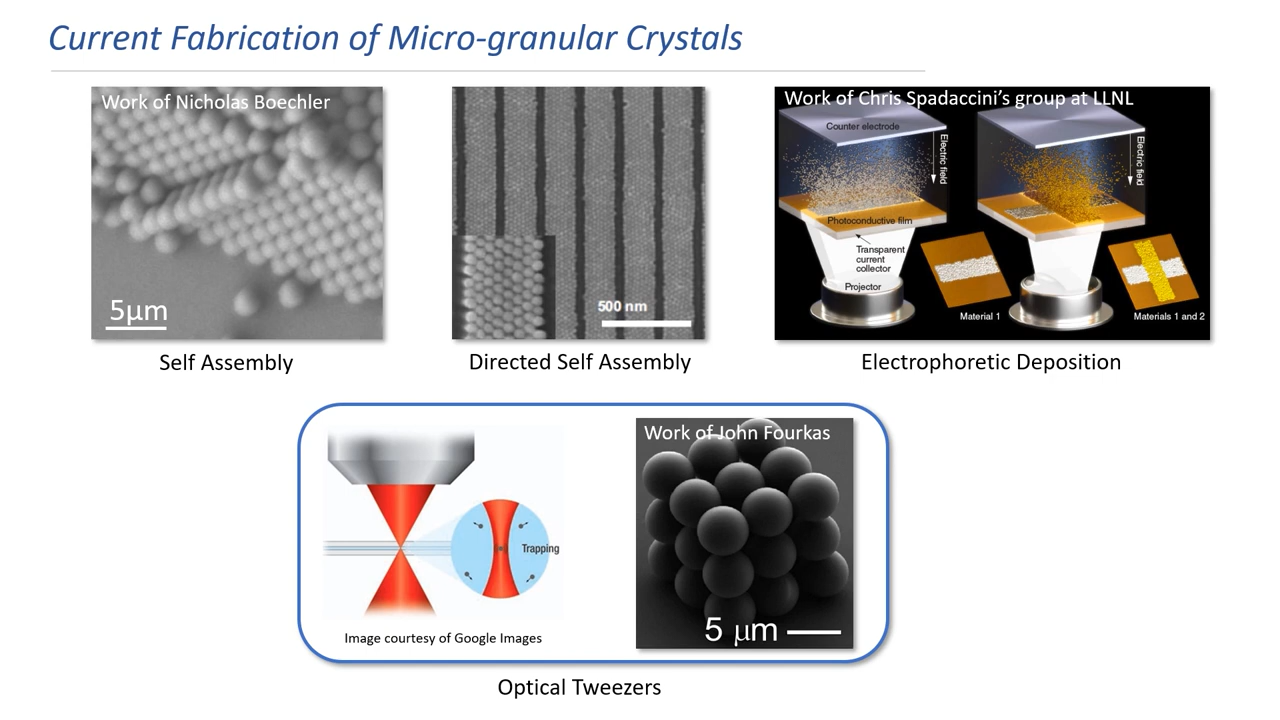 Current Fabrication of Micro-granular Crystals
Work of Nicholas Boechler
5μm
Self Assembly
500 nm
Directed Self Assembly
Work of Chris Spadaccini’s group at LLNL
Counter electrode
Electric field
Photoconductive film
Transparent
current
collector
Projector
Material 1
Electric field
Materials 1 and 2
Electrophoretic Deposition
Trapping
Image courtesy of Google Images
Work of John Fourkas
5 μm
Optical Tweezers